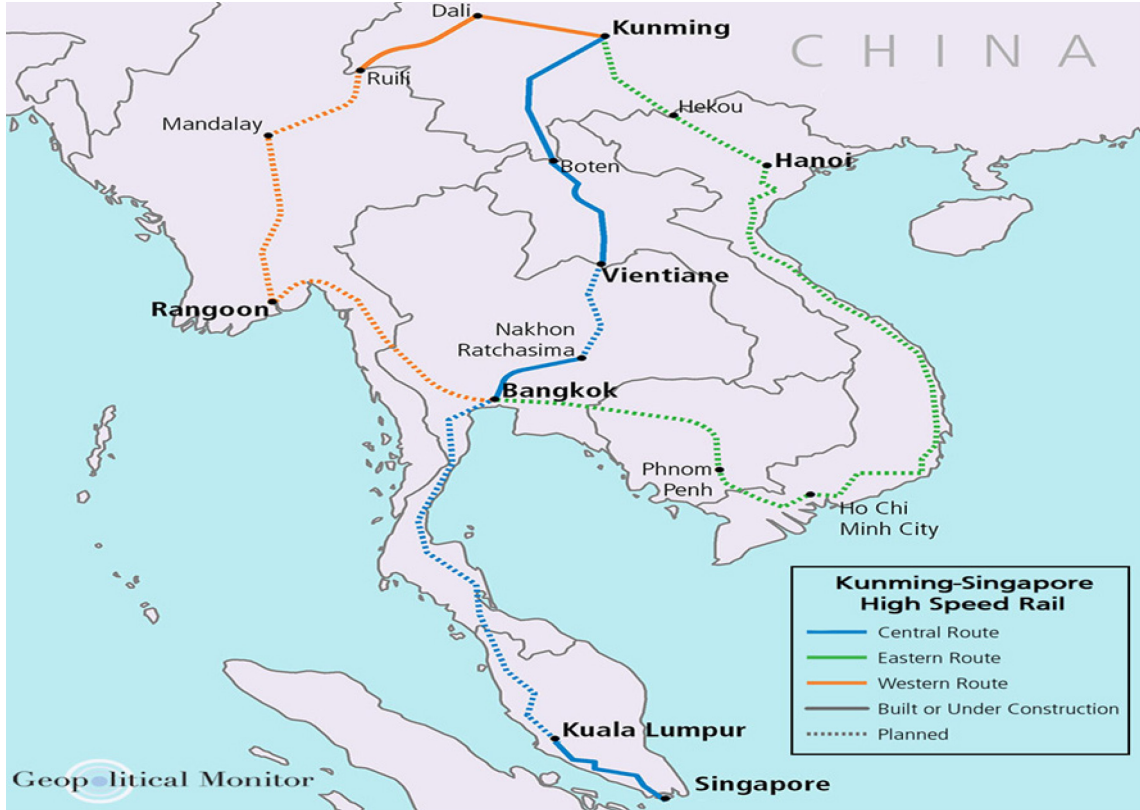 Dali
Kunming
CHINA
Ruili
Hekou
Mandalay
Hanoi
Boten
Vientiane
Rangoon
Nakhon
Ratchasima
Bangkok
Phnom
Penh
Ho Chi
Minh City
Kunming-Singapore
High Speed Rail
Central Route
Eastern Route
Western Route
Built or Under Construction
Planned
Kuala Lumpur
Geopolitical Monitor
Singapore